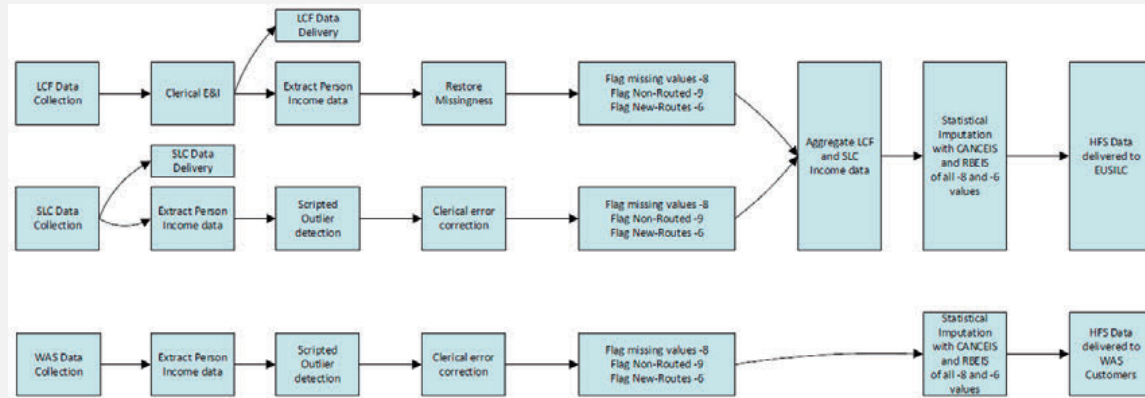 LCF Data
Delivery
LCF Data
Collection
Clerical E&I
Extract Person
Income data
Restore
Missingness
Flag missing values -8
Flag Non-Routed -9
Flag New-Routes -6
SLC Data
Delivery
SLC Data
Collection
Extract Person
Income data
Scripted
Outlier
detection
Clerical error
correction
Flag missing values -8
Flag Non-Routed -9
Flag New-Routes -6
Aggregate LCF
and SLC
Income data
Statistical
Imputation
with CANCEIS
and RBEIS
of all -8 and -6
values
HFS Data
delivered to
EUSILC
WAS Data
Collection
Extract Person
Income data
Scripted
Outlier
detection
Clerical error
correction
Flag missing values -8
Flag Non-Routed -9
Flag New-Routes -6
Statistical
Imputation
with CANCEIS
and RBEIS
of all -8 and -6
values
HFS Data
delivered to
WAS
Customers